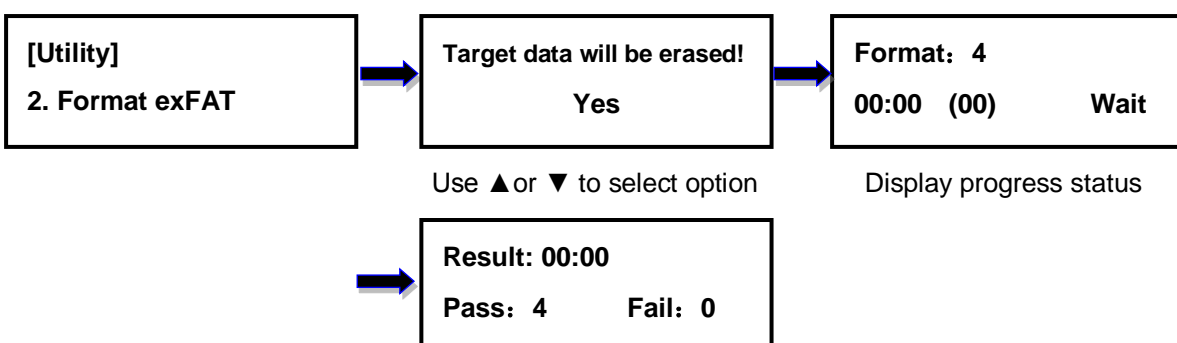 [Utility]
2. Format exFAT
Target data will be erased!
Yes
Format：4
00:00 (00) Wait
Use ▲or ▼ to select option
Display progress status
Result: 00:00
Pass：4 Fail：0